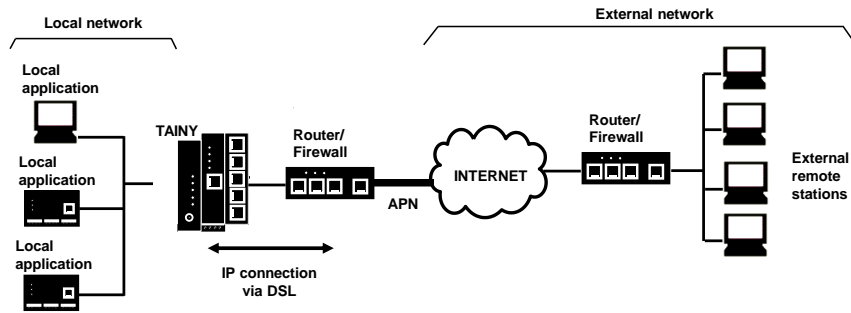 Local network
External network
Local
application
TAINY
Router/
Firewall
Router/
Firewall
Local
application
INTERNET
External
remote
stations
APN
Local
application
IP connection
via DSL